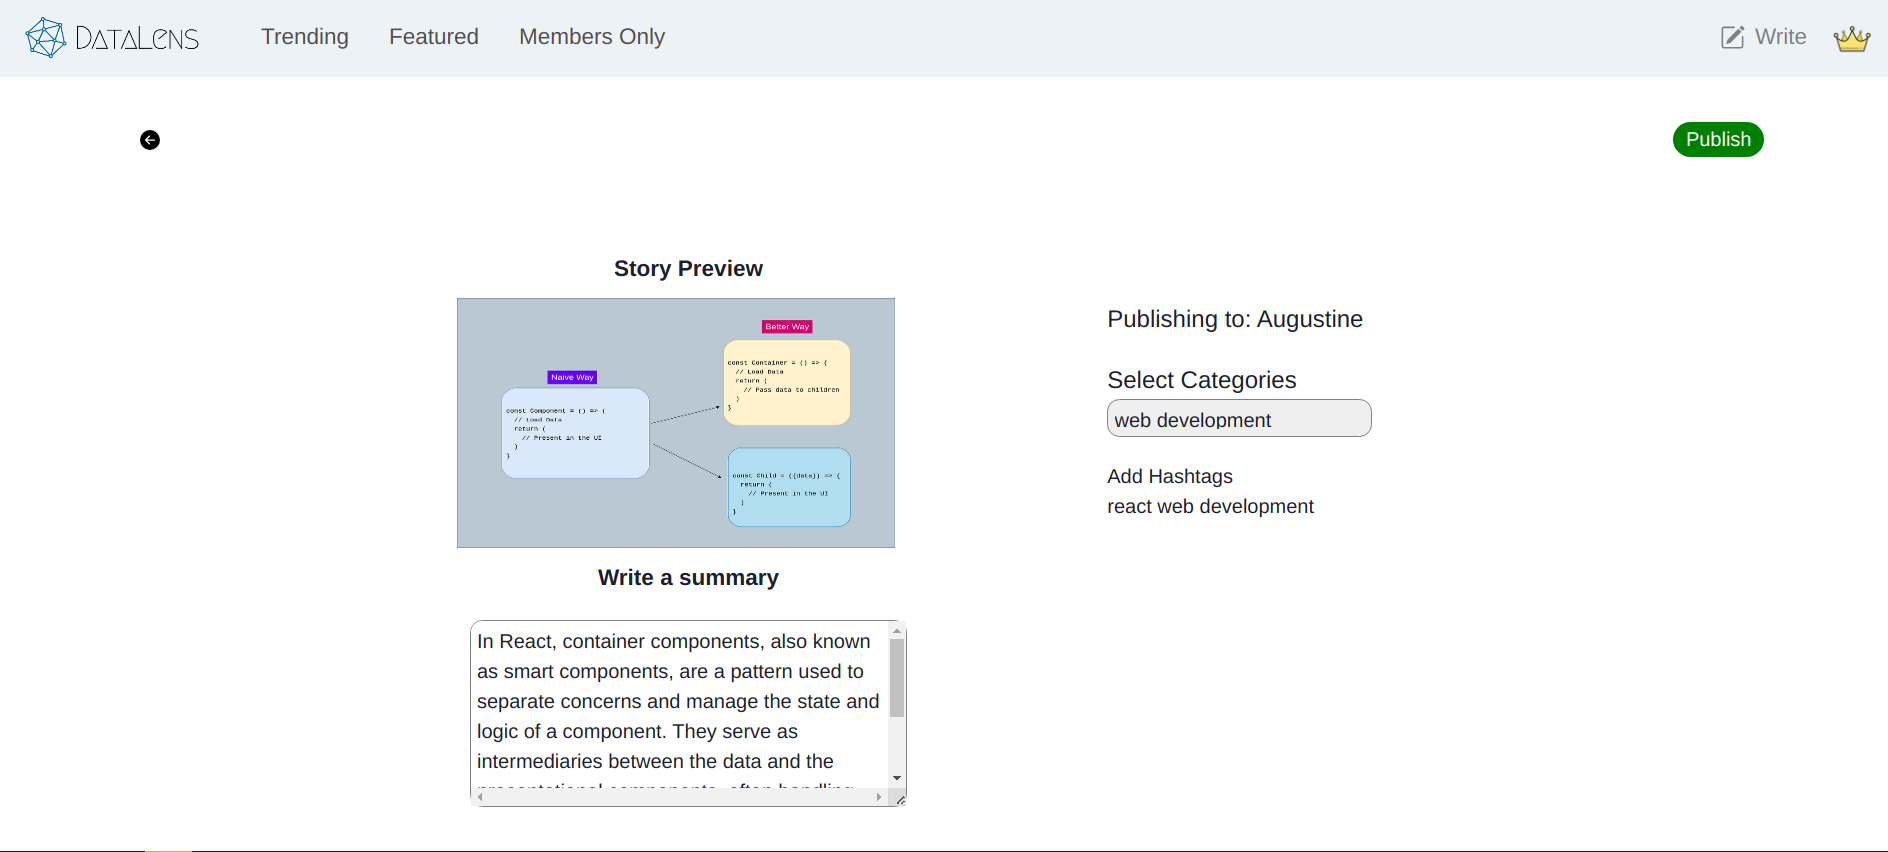 DATALENS
Trending
Featured
Members Only
Write
Publish
Story Preview
Naive Way
const Component = () => {
// Load Data
return (
// Present in the UI
)
}
Better Way
const Container = () => {
// Load Data
return (
// Pass data to children
)
}
const Child = ({data}) => {
return (
// Present in the UI
)
}
Publishing to: Augustine
Select Categories
web development
Add Hashtags
react web development
Write a summary
In React, container components, also known
as smart components, are a pattern used to
separate concerns and manage the state and
logic of a component. They serve as
intermediaries between the data and the
presentational components, often handling